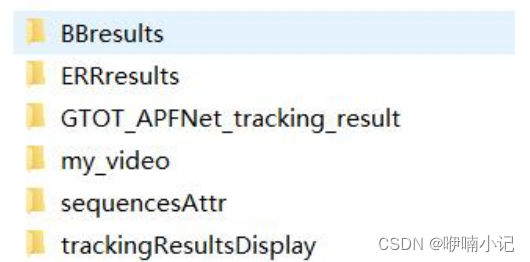 BBresults
ERRresults
GTOT_APFNet_tracking_result
my_video
sequencesAttr
trackingResultsDisplay
CSDN @咿喃小记